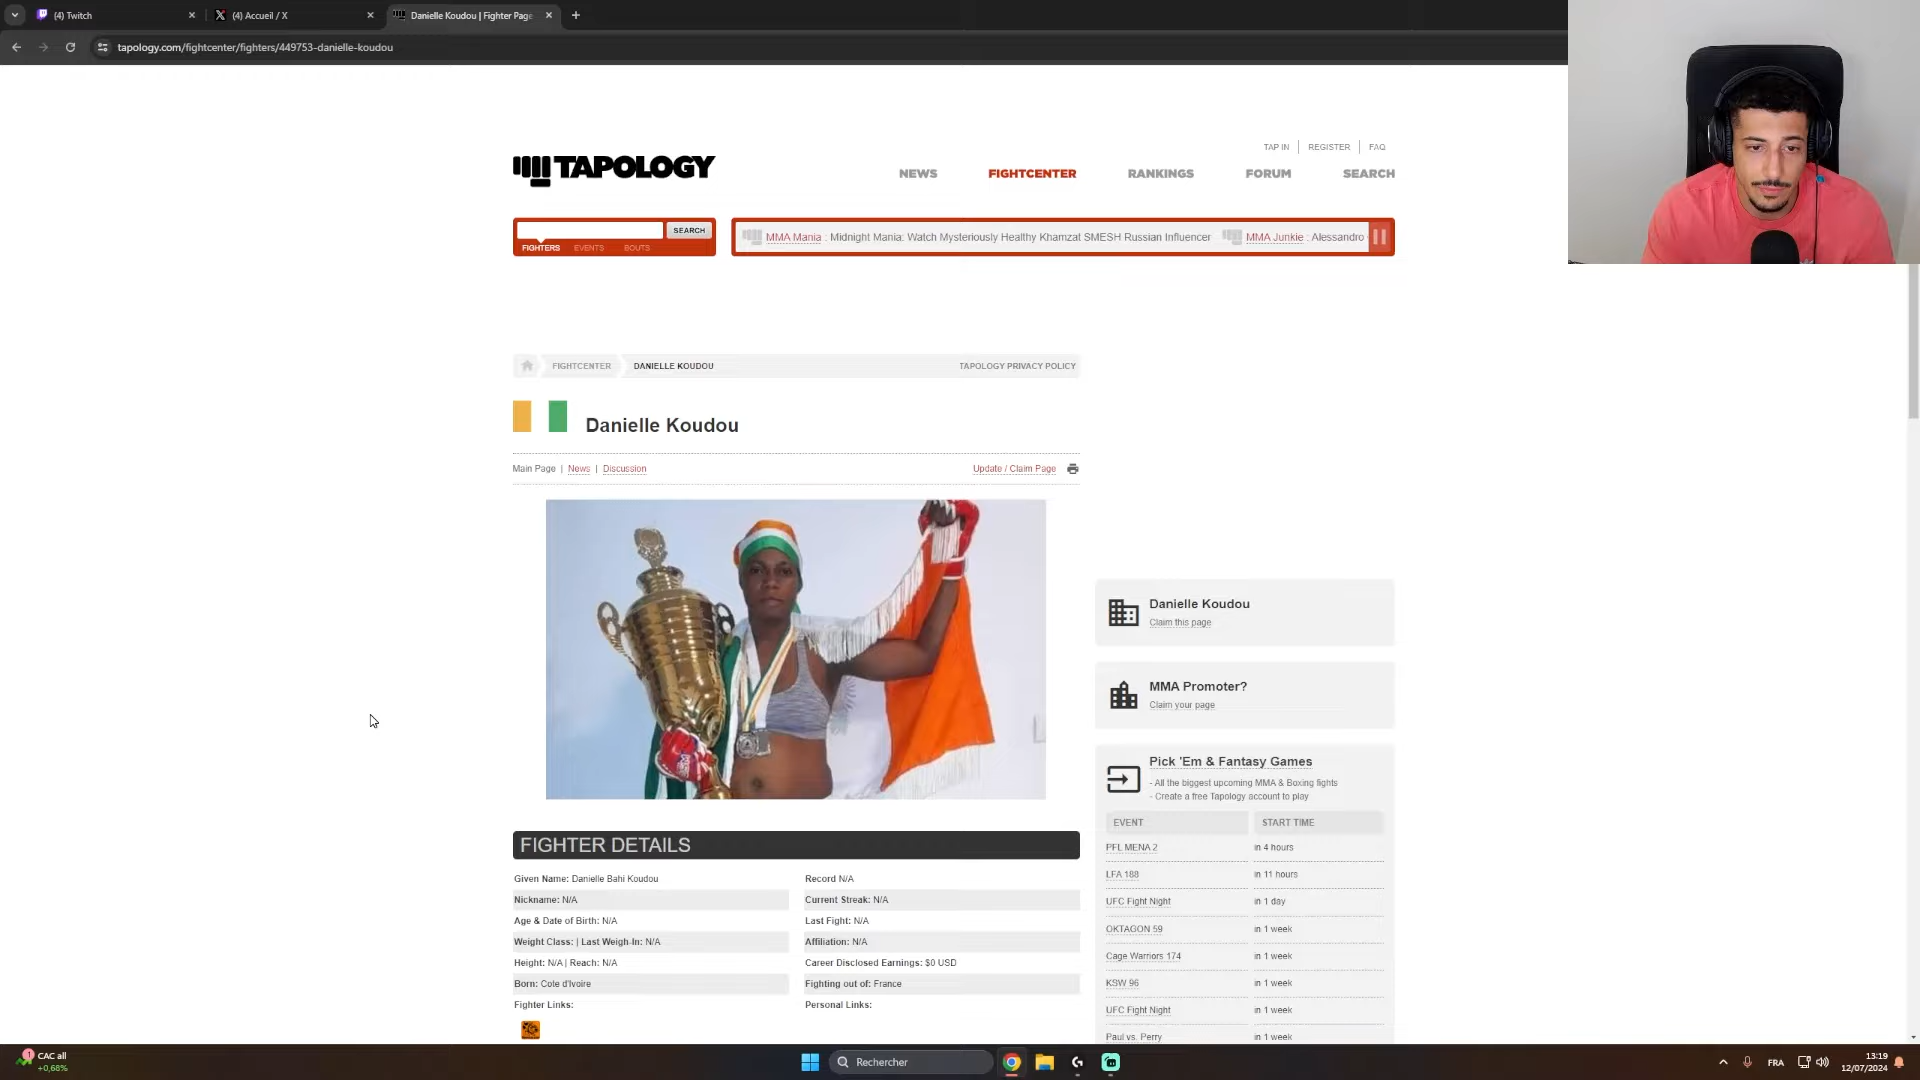 (4) Twitch
(4) Accueil / X
Danielle Koudou | Fighter Page
tapology.com/fightcenter/fighters/449753-danielle-koudou
TAP IN
REGISTER
FAQ
TAPOLOGY
NEWS
FIGHTCENTER
RANKINGS
FORUM
SEARCH
SEARCH
FIGHTERS
EVENTS
BOUTS
MMA Mania : Midnight Mania: Watch Mysteriously Healthy Khamzat SMESH Russian Influencer
MMA Junkie : Alessandro
FIGHTCENTER
DANIELLE KOUDOU
TAPOLOGY PRIVACY POLICY
Danielle Koudou
Main Page | News | Discussion
Update / Claim Page
Danielle Koudou
Claim this page
MMA Promoter?
Claim your page
Pick 'Em & Fantasy Games
- All the biggest upcoming MMA & Boxing fights
- Create a free Tapology account to play
EVENT START TIME
PFL MENA 2 in 4 hours
LFA 188 in 11 hours
UFC Fight Night in 1 day
OKTAGON 59 in 1 week
Cage Warriors 174 in 1 week
KSW 96 in 1 week
UFC Fight Night in 1 week
Paul vs. Perry in 1 week
FIGHTER DETAILS
Given Name: Danielle Bahi Koudou
Record N/A
Nickname: N/A
Current Streak: N/A
Age & Date of Birth: N/A
Last Fight: N/A
Weight Class: | Last Weigh-In: N/A
Affiliation: N/A
Height: N/A | Reach: N/A
Career Disclosed Earnings: $0 USD
Born: Cote d'Ivoire
Fighting out of: France
Fighter Links:
Personal Links:
1
CAC all
+0,68%
Rechercher
FRA
13:19
12/07/2024